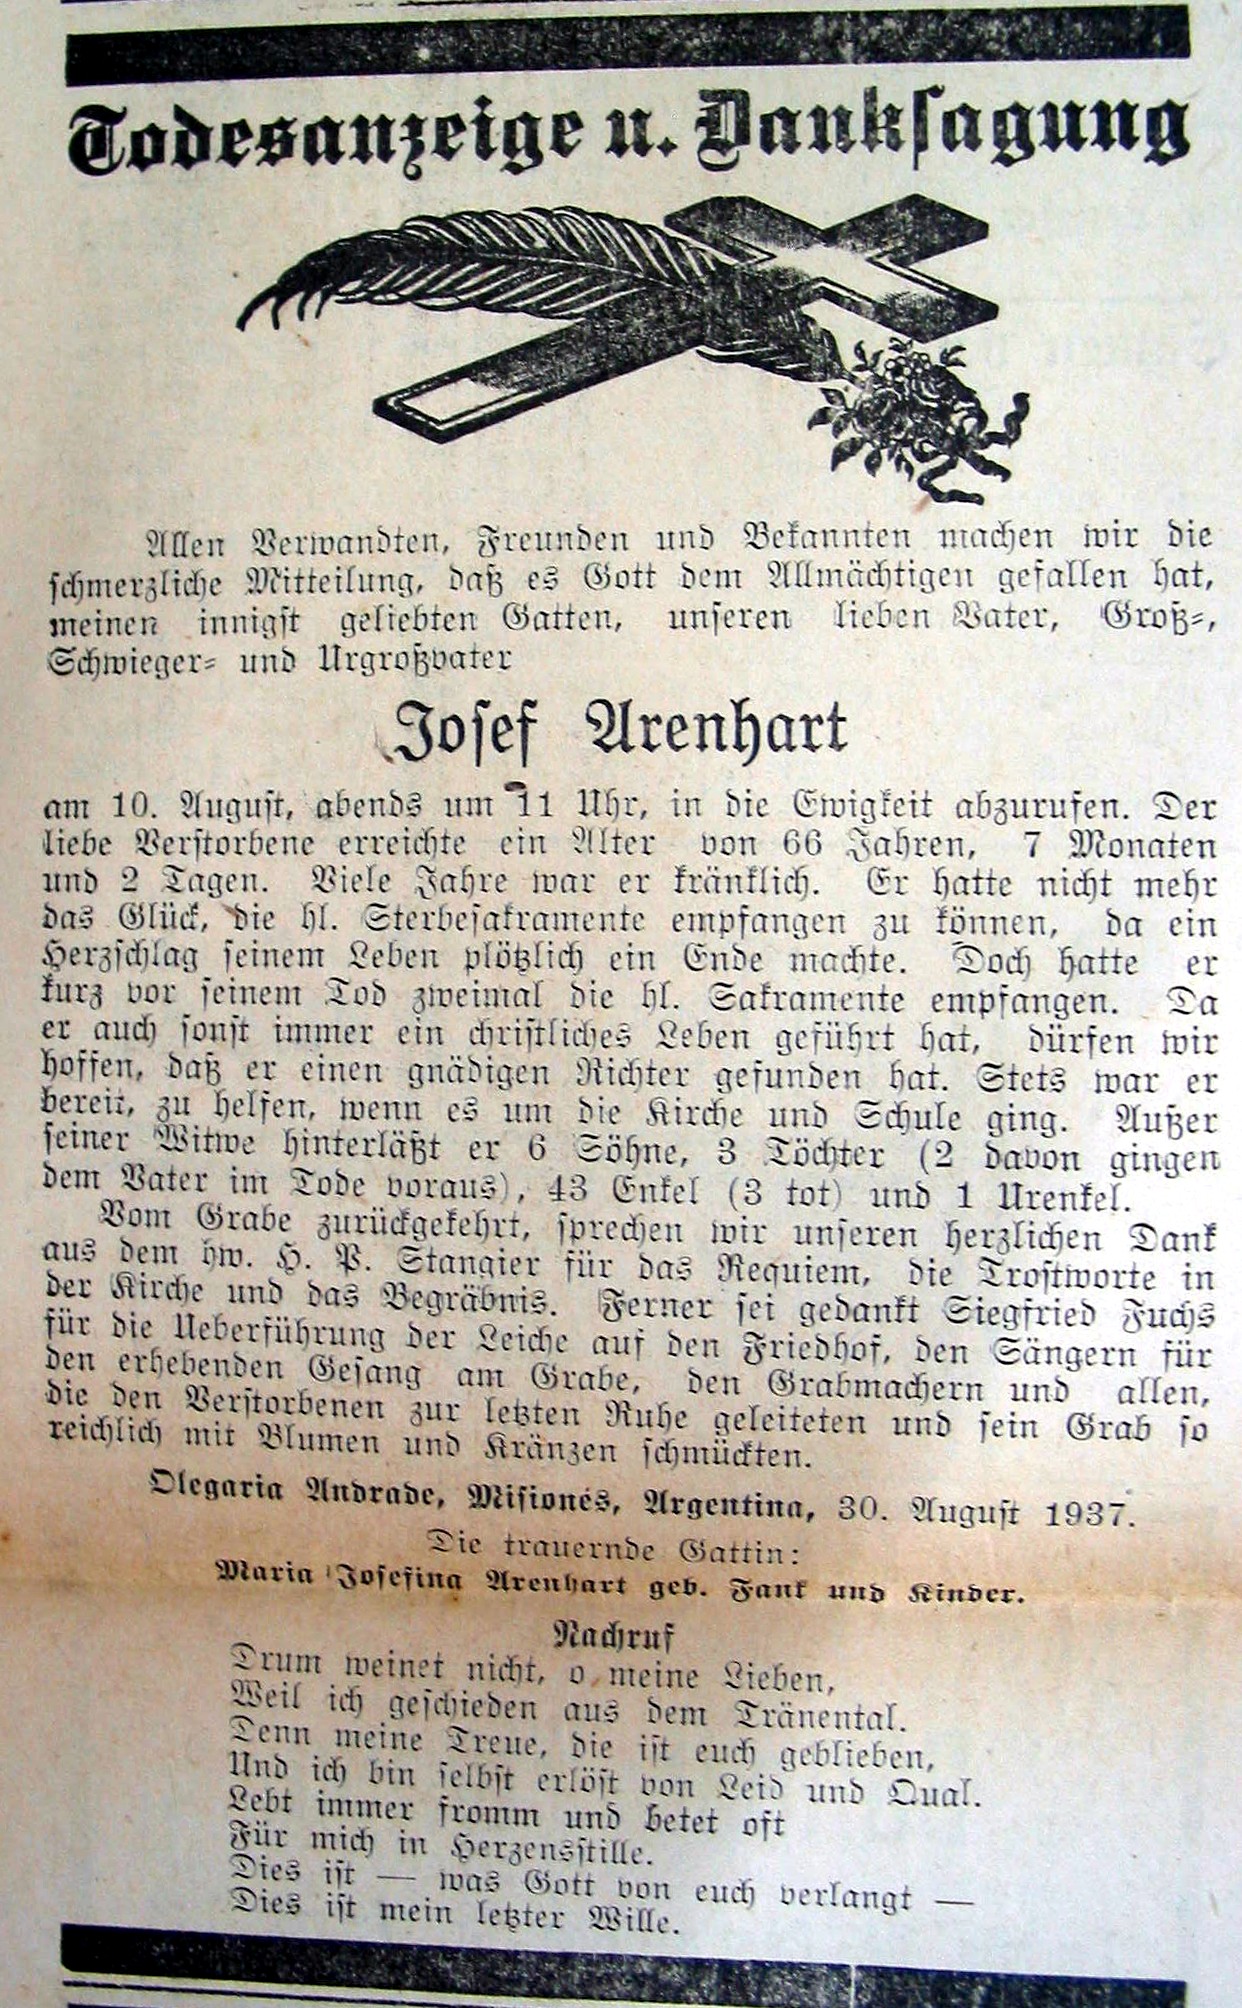 Todesanzeige u. Danksagung
Allen Verwandten, Freunden und Bekannten machen wir die
schmerzliche Mitteilung, daß es Gott dem Allmächtigen gefallen hat,
meinen innigst geliebten Gatten, unseren lieben Vater, Groß-,
Schwieger- und Urgroßvater
Josef Arenhart
am 10. August, abends um 11 Uhr, in die Ewigkeit abzurufen. Der
liebe Verstorbene erreichte ein Alter von 66 Jahren, 7 Monaten
und 2 Tagen. Viele Jahre war er kränklich. Er hatte nicht mehr
das Glück, die hl. Sterbesakramente empfangen zu können, da ein
Herzschlag seinem Leben plötzlich ein Ende machte. Doch hatte er
kurz vor seinem Tod zweimal die hl. Sakramente empfangen. Da
er auch sonst immer ein christliches Leben geführt hat, dürfen wir
hoffen, daß er einen gnädigen Richter gefunden hat. Stets war er
bereit, zu helfen, wenn es um die Kirche und Schule ging. Außer
seiner Witwe hinterläßt er 6 Söhne, 3 Töchter (2 davon gingen
dem Vater im Tode voraus), 43 Enkel (3 tot) und 1 Urenkel.
Vom Grabe zurückgekehrt, sprechen wir unseren herzlichen Dank
aus dem hw. H. P. Stangier für das Requiem, die Trostworte in
der Kirche und das Begräbnis. Ferner sei gedankt Siegfried Fuchs
für die Ueberführung der Leiche auf den Friedhof, den Sängern für
den erhebenden Gesang am Grabe, den Grabmachern und allen,
die den Verstorbenen zur letzten Ruhe geleiteten und sein Grab so
reichlich mit Blumen und Kränzen schmückten.
Olegaria Andrade, Misionés, Argentina, 30. August 1937.
Die trauernde Gattin:
Maria Josefina Arenhart geb. Fank und Kinder.
Nachruf
Drum weinet nicht, o meine Lieben,
Weil ich geschieden aus dem Tränental.
Denn meine Treue, die ist euch geblieben,
Und ich bin selbst erlöst von Leid und Qual.
Lebt immer fromm und betet oft
Für mich in Herzensstille.
Dies ist — was Gott von euch verlangt —
Dies ist mein letzter Wille.